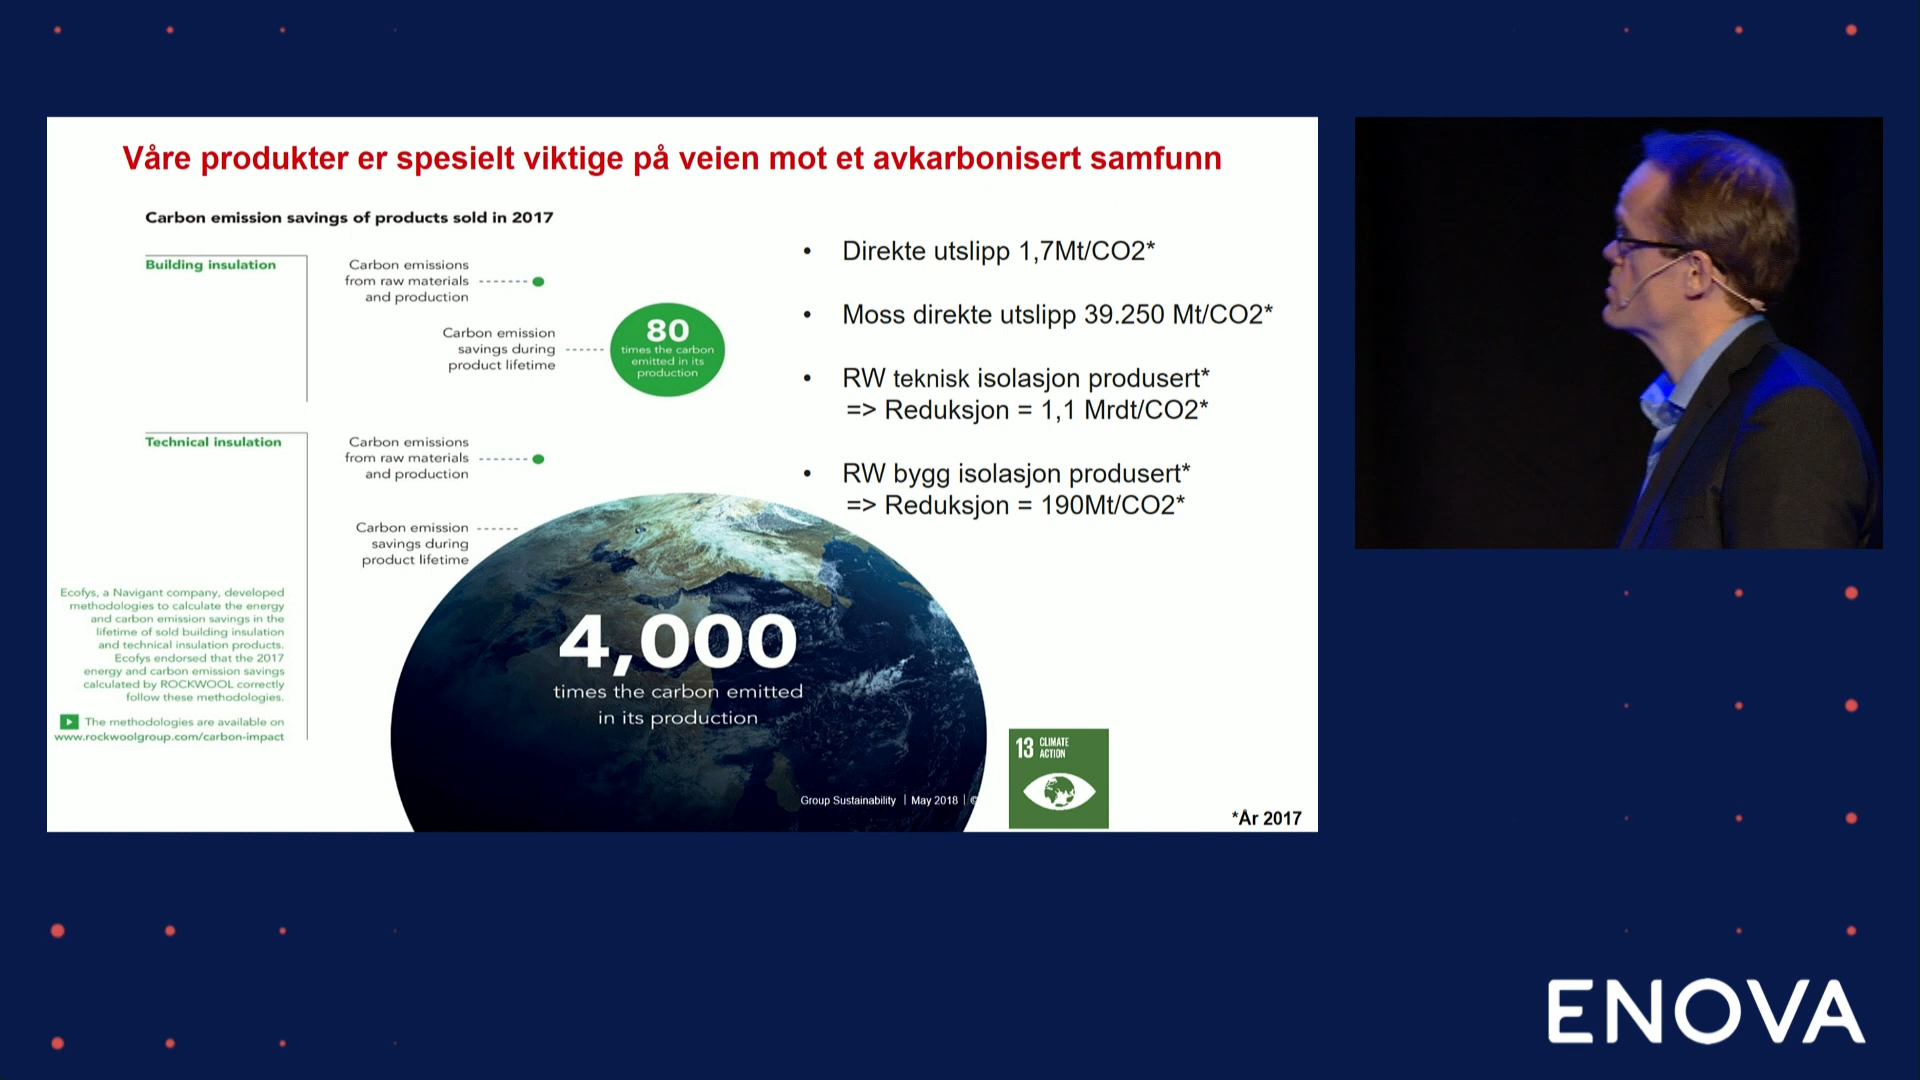 Våre produkter er spesielt viktige på veien mot et avkarbonisert samfunn
Carbon emission savings of products sold in 2017
Building insulation
Carbon emissions
from raw materials
and production
Carbon emission
savings during
product lifetime
80
times the carbon
emitted in its
production
Technical insulation
Carbon emissions
from raw materials
and production
Carbon emission
savings during
product lifetime
4,000
times the carbon emitted
in its production
Ecofys, a Navigant company, developed
methodologies to calculate the energy
and carbon emission savings in the
lifetime of sold building insulation
and technical insulation products.
Ecofys endorsed that the 2017
energy and carbon emission savings
calculated by ROCKWOOL correctly
follow these methodologies.
The methodologies are available on
www.rockwoolgroup.com/carbon-impact
• Direkte utslipp 1,7Mt/CO2*
• Moss direkte utslipp 39.250 Mt/CO2*
• RW teknisk isolasjon produsert*
=> Reduksjon = 1,1 Mrdt/CO2*
• RW bygg isolasjon produsert*
=> Reduksjon = 190Mt/CO2*
Group Sustainability | May 2018 | ©
13 CLIMATE
ACTION
*År 2017
ENOVA